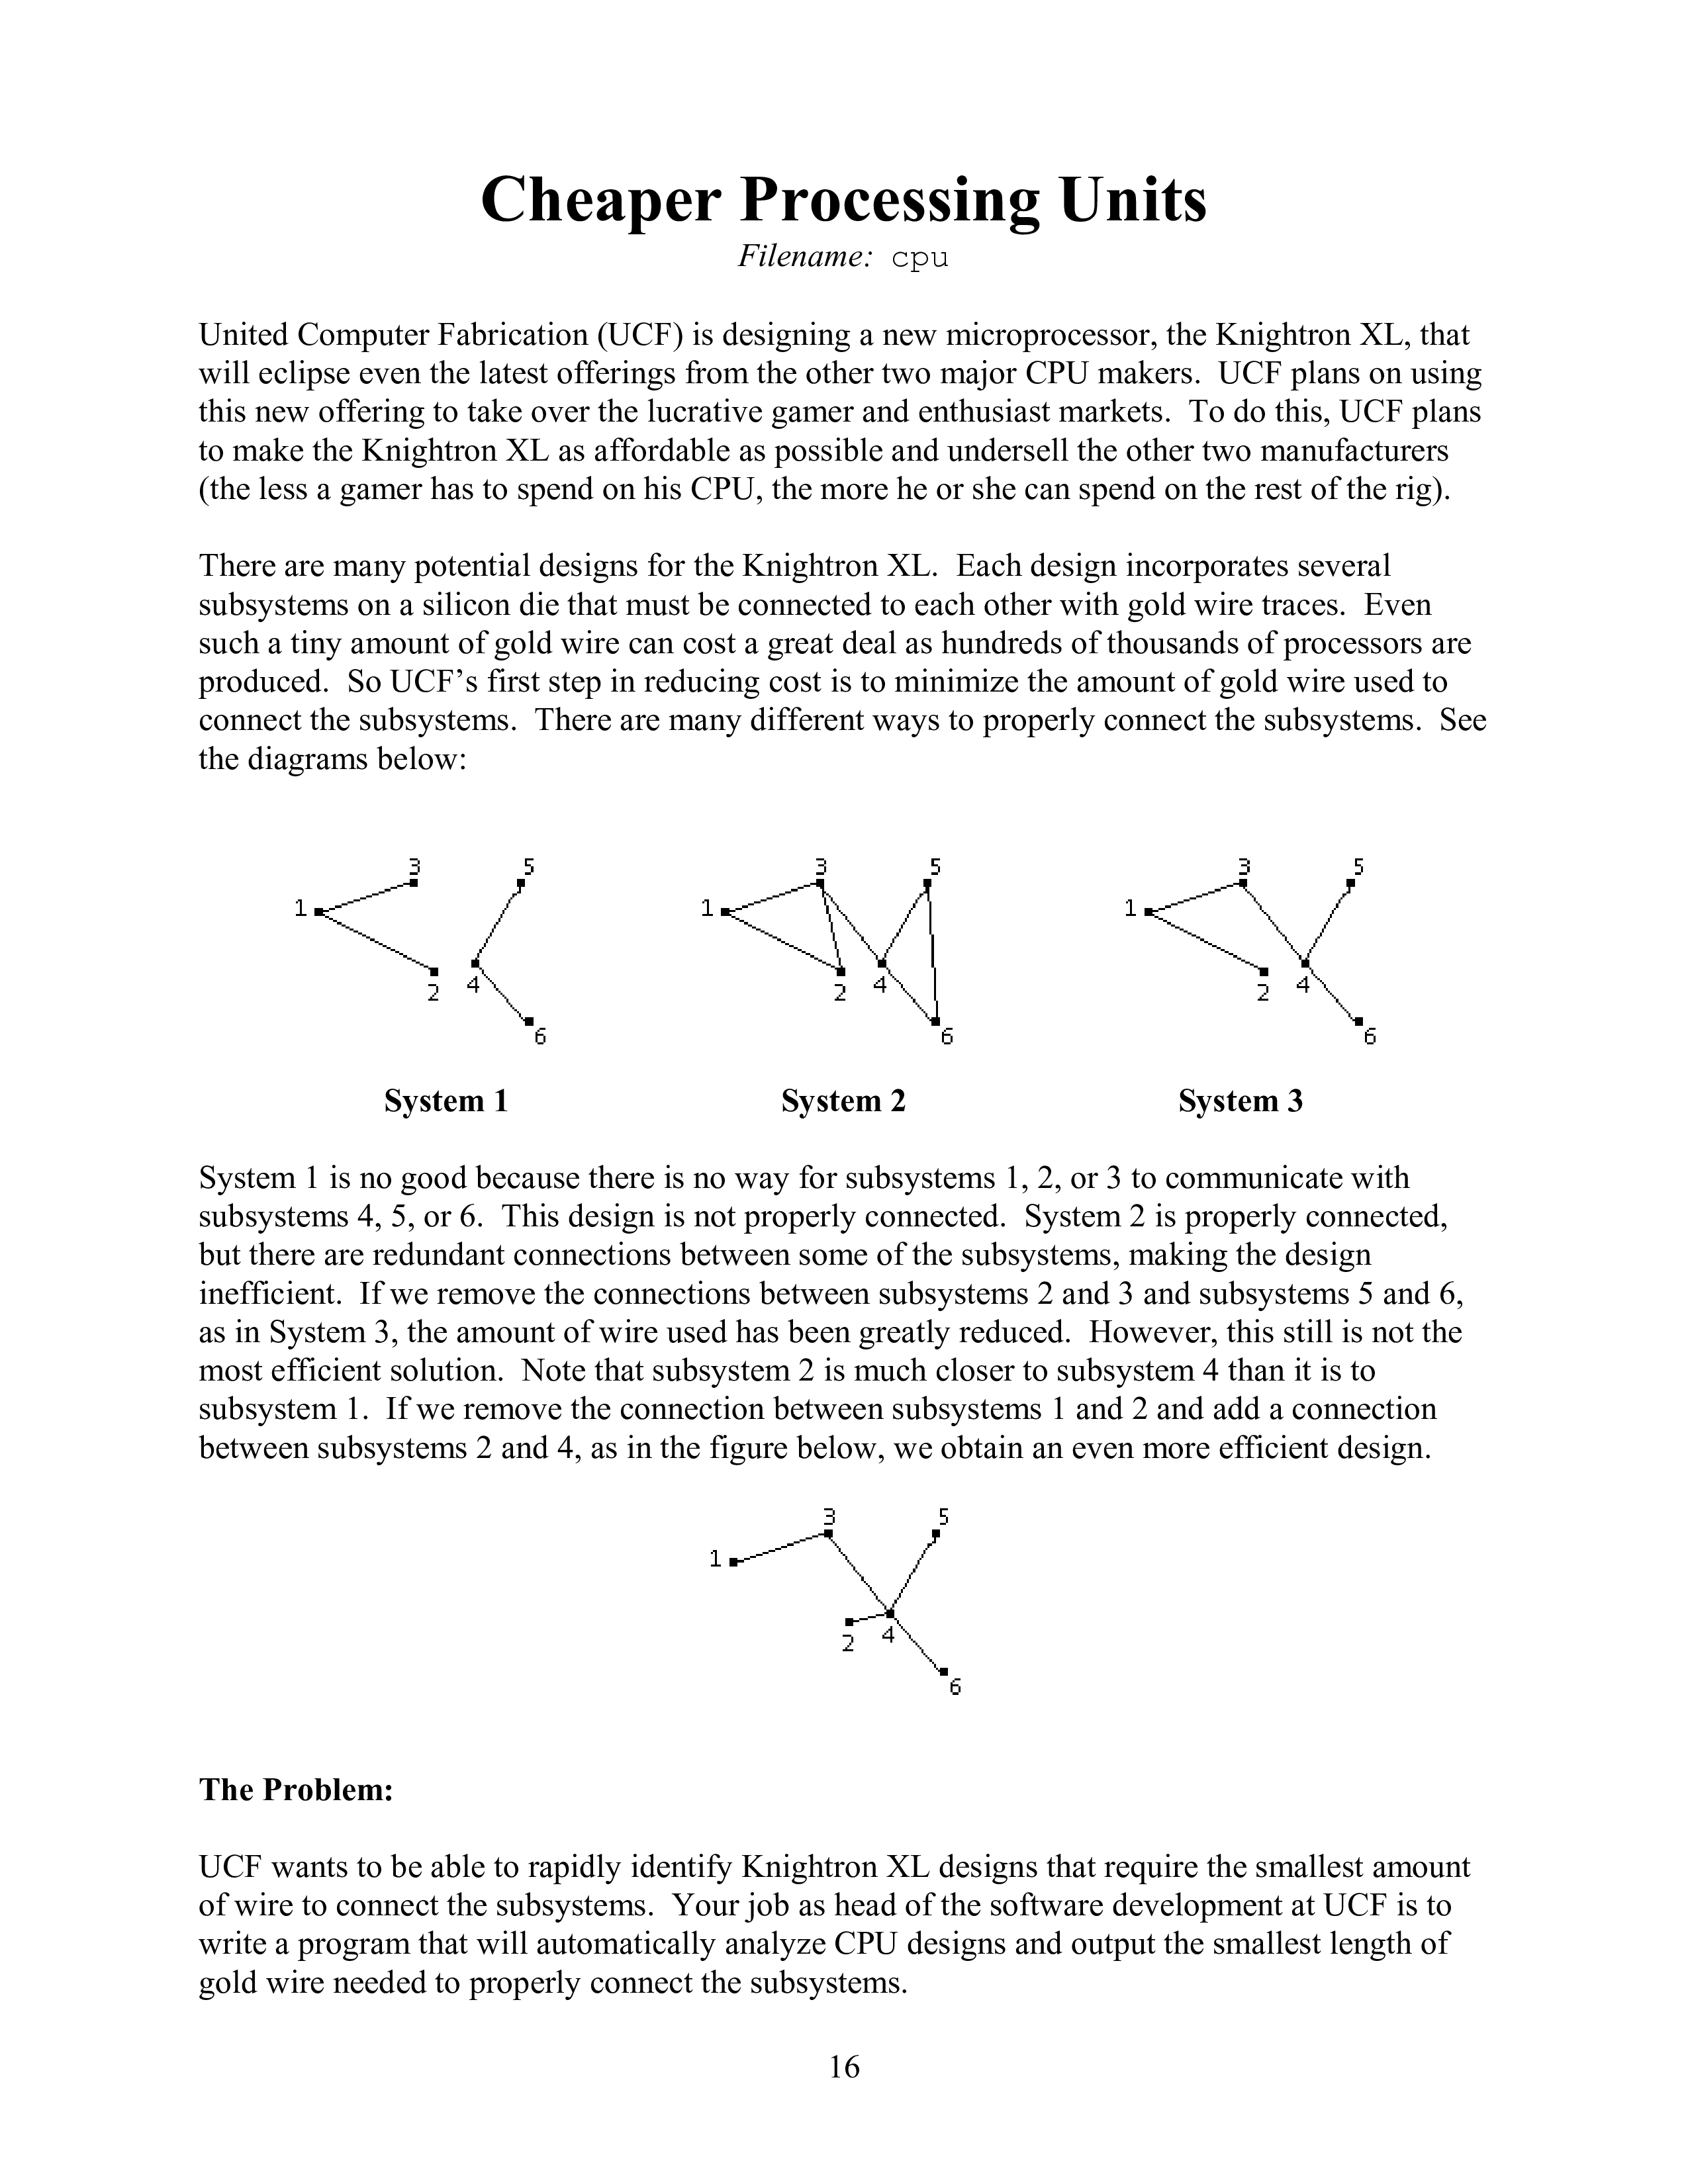 Cheaper Processing Units
Filename: cpu
United Computer Fabrication (UCF) is designing a new microprocessor, the Knightron XL, that
will eclipse even the latest offerings from the other two major CPU makers.  UCF plans on using
this new offering to take over the lucrative gamer and enthusiast markets.  To do this, UCF plans
to make the Knightron XL as affordable as possible and undersell the other two manufacturers
(the less a gamer has to spend on his CPU, the more he or she can spend on the rest of the rig).
There are many potential designs for the Knightron XL.  Each design incorporates several
subsystems on a silicon die that must be connected to each other with gold wire traces.  Even
such a tiny amount of gold wire can cost a great deal as hundreds of thousands of processors are
produced.  So UCF’s first step in reducing cost is to minimize the amount of gold wire used to
connect the subsystems.  There are many different ways to properly connect the subsystems.  See
the diagrams below:
3 5 3 5 3 5
1 1 1
2 4 2 4 2 4
6 6 6
System 1 System 2 System 3
System 1 is no good because there is no way for subsystems 1, 2, or 3 to communicate with
subsystems 4, 5, or 6.  This design is not properly connected.  System 2 is properly connected,
but there are redundant connections between some of the subsystems, making the design
inefficient.  If we remove the connections between subsystems 2 and 3 and subsystems 5 and 6,
as in System 3, the amount of wire used has been greatly reduced.  However, this still is not the
most efficient solution.  Note that subsystem 2 is much closer to subsystem 4 than it is to
subsystem 1.  If we remove the connection between subsystems 1 and 2 and add a connection
between subsystems 2 and 4, as in the figure below, we obtain an even more efficient design.
3 5
1
2 4
6
The Problem:
UCF wants to be able to rapidly identify Knightron XL designs that require the smallest amount
of wire to connect the subsystems.  Your job as head of the software development at UCF is to
write a program that will automatically analyze CPU designs and output the smallest length of
gold wire needed to properly connect the subsystems.
16